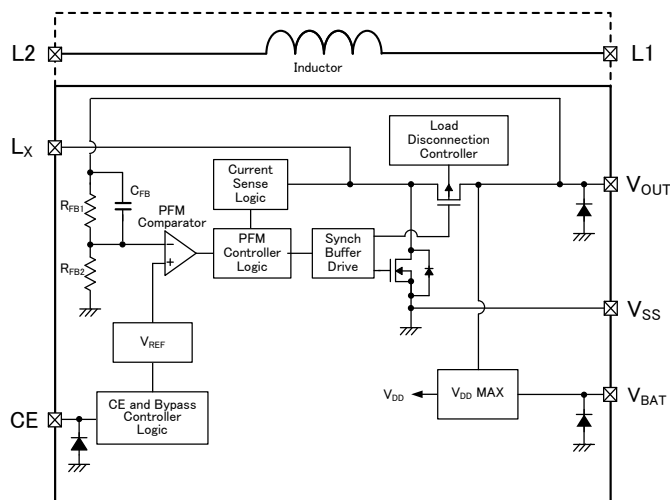 L2
Inductor
L1
LX
Load
Disconnection
Controller
Current
Sense
Logic
CFB
RFB1
PFM
Comparator
VOUT
−
+
PFM
Controller
Logic
Synch
Buffer
Drive
RFB2
VSS
VREF
CE and Bypass
Controller
Logic
CE
VDD
VDD MAX
VBAT